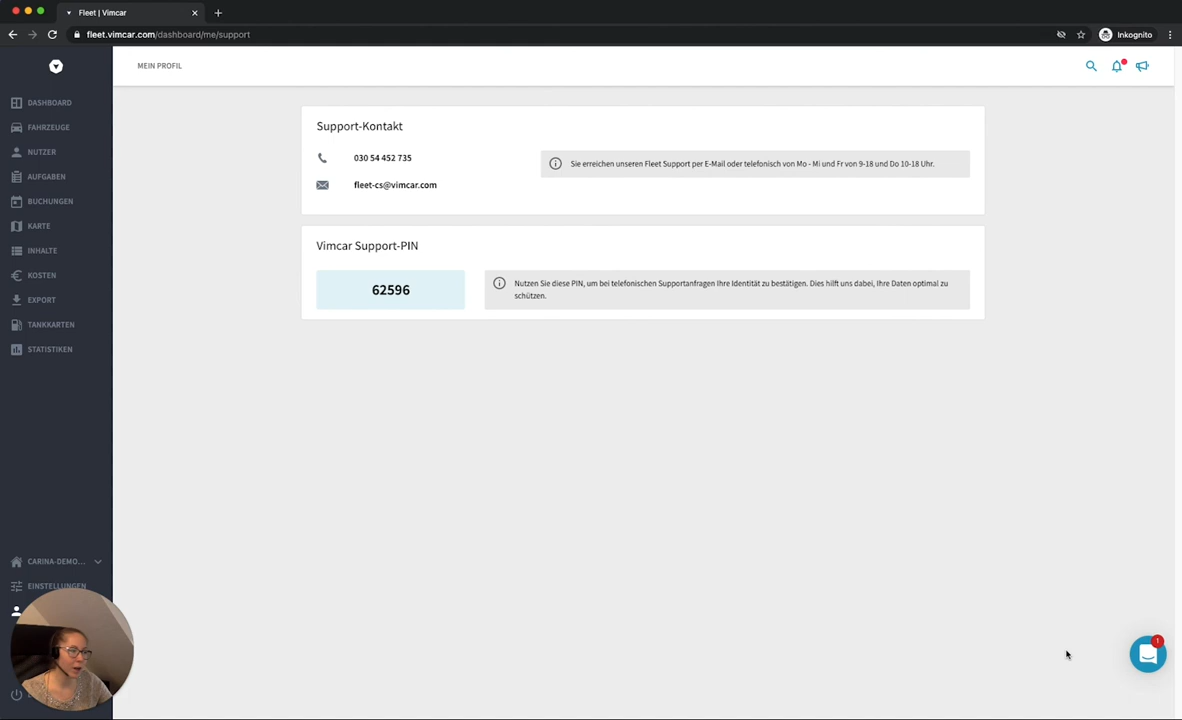 Fleet | Vimcar
fleet.vimcar.com/dashboard/me/support
Inkognito
MEIN PROFIL
DASHBOARD
FAHRZEUGE
NUTZER
AUFGABEN
BUCHUNGEN
KARTE
INHALTE
KOSTEN
EXPORT
TANKKARTEN
STATISTIKEN
CARINA-DEMO...
EINSTELLUNGEN
Support-Kontakt
030 54 452 735
fleet-cs@vimcar.com
Sie erreichen unseren Fleet Support per E-Mail oder telefonisch von Mo - Mi und Fr von 9-18 und Do 10-18 Uhr.
Vimcar Support-PIN
62596
Nutzen Sie diese PIN, um bei telefonischen Supportanfragen Ihre Identität zu bestätigen. Dies hilft uns dabei, Ihre Daten optimal zu
schützen.
1